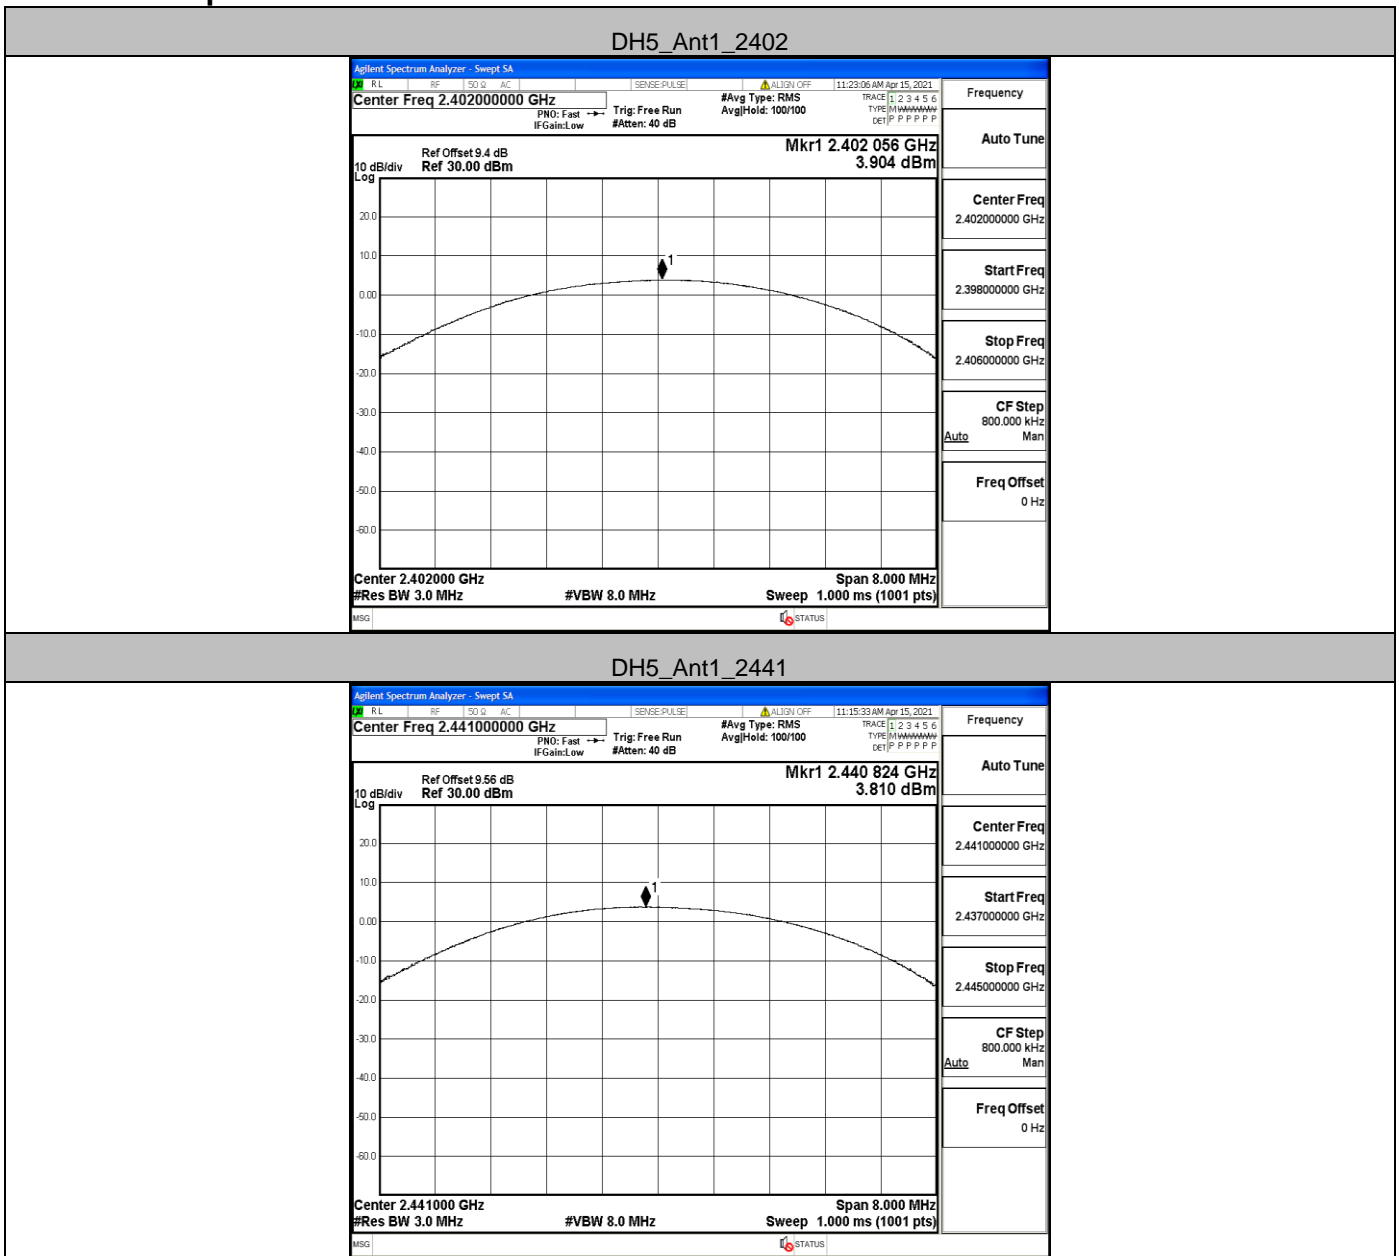 DH5_Ant1_2402
Agilent Spectrum Analyzer - Swept SA
RL RF 50 Ω AC SENSE:PULSE ALIGN OFF 11:23:06 AM Apr 15, 2021
Center Freq 2.402000000 GHz #Avg Type: RMS TRACE 1 2 3 4 5 6
PNO: Fast Trig: Free Run Avg|Hold: 100/100 TYPE M WWWWW
IFGain:Low #Atten: 40 dB DET P P P P P P
Frequency
Auto Tune
Mkr1 2.402 056 GHz
Ref Offset 9.4 dB 3.904 dBm
10 dB/div Ref 30.00 dBm
Log
20.0
10.0
1
0.00
-10.0
-20.0
-30.0
-40.0
-50.0
-60.0
Center Freq
2.402000000 GHz
Start Freq
2.398000000 GHz
Stop Freq
2.406000000 GHz
CF Step
800.000 kHz
Auto Man
Freq Offset
0 Hz
Center 2.402000 GHz Span 8.000 MHz
#Res BW 3.0 MHz #VBW 8.0 MHz Sweep 1.000 ms (1001 pts)
MSG STATUS
DH5_Ant1_2441
Agilent Spectrum Analyzer - Swept SA
RL RF 50 Ω AC SENSE:PULSE ALIGN OFF 11:15:33 AM Apr 15, 2021
Center Freq 2.441000000 GHz #Avg Type: RMS TRACE 1 2 3 4 5 6
PNO: Fast Trig: Free Run Avg|Hold: 100/100 TYPE M WWWWW
IFGain:Low #Atten: 40 dB DET P P P P P P
Frequency
Auto Tune
Mkr1 2.440 824 GHz
Ref Offset 9.56 dB 3.810 dBm
10 dB/div Ref 30.00 dBm
Log
20.0
10.0
1
0.00
-10.0
-20.0
-30.0
-40.0
-50.0
-60.0
Center Freq
2.441000000 GHz
Start Freq
2.437000000 GHz
Stop Freq
2.445000000 GHz
CF Step
800.000 kHz
Auto Man
Freq Offset
0 Hz
Center 2.441000 GHz Span 8.000 MHz
#Res BW 3.0 MHz #VBW 8.0 MHz Sweep 1.000 ms (1001 pts)
MSG STATUS